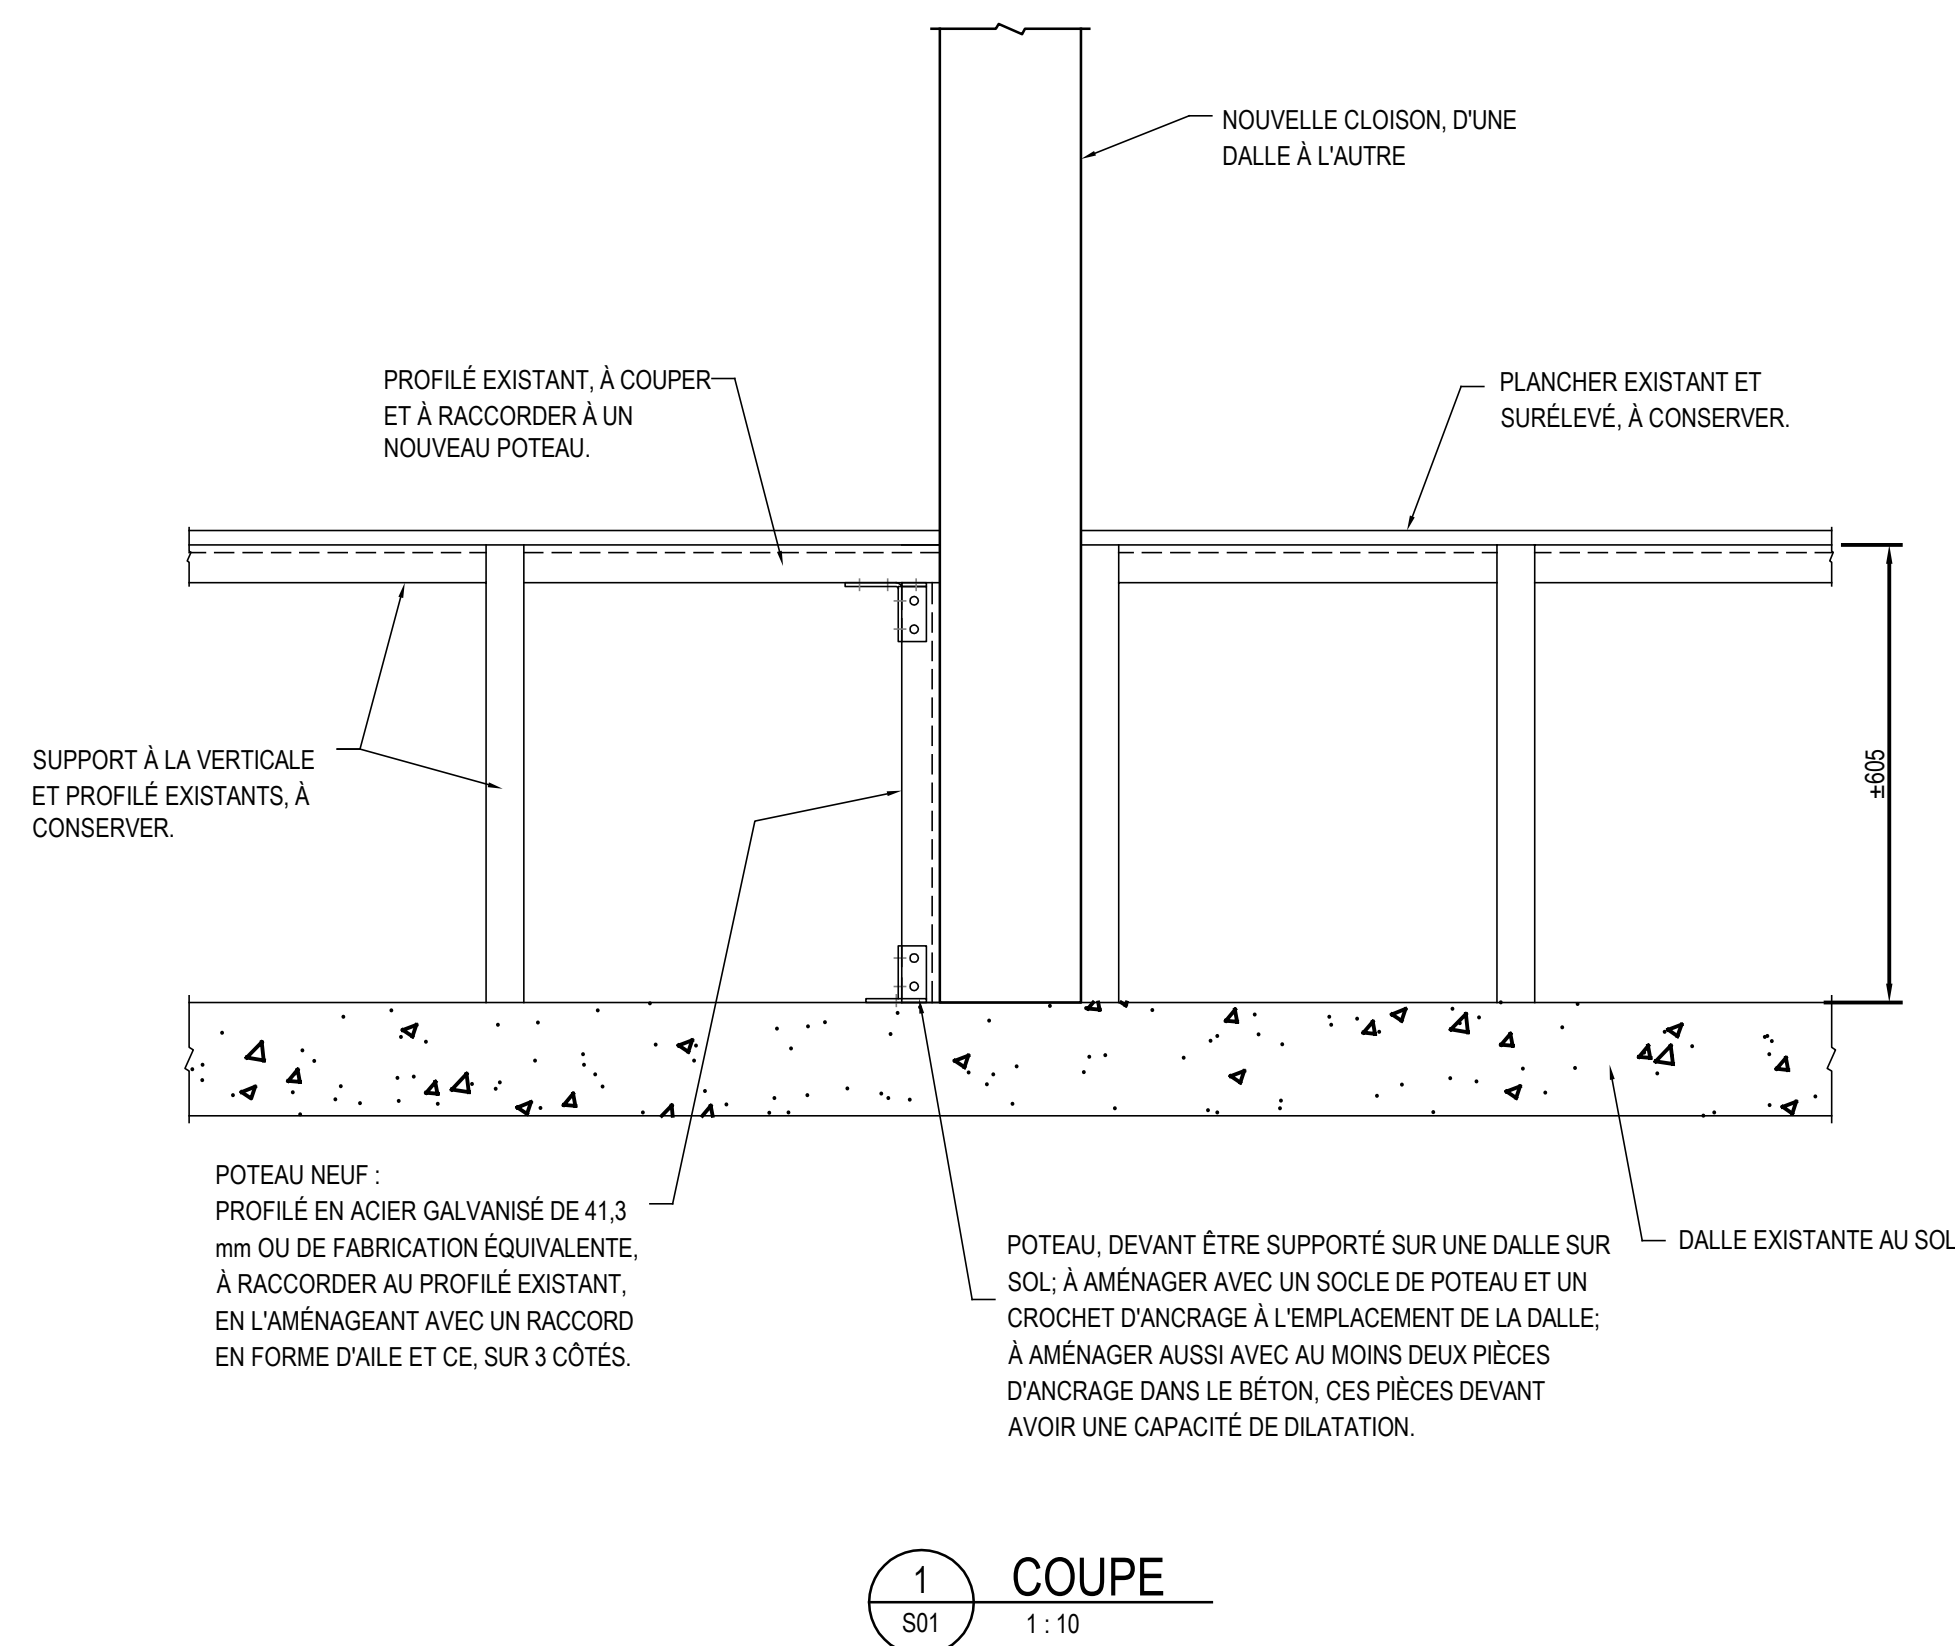 NOUVELLE CLOISON, D'UNE
DALLE À L'AUTRE
PROFILÉ EXISTANT, À COUPER
ET À RACCORDER À UN
NOUVEAU POTEAU.
PLANCHER EXISTANT ET
SURÉLEVÉ, À CONSERVER.
SUPPORT À LA VERTICALE
ET PROFILÉ EXISTANTS, À
CONSERVER.
±605
POTEAU NEUF :
PROFILÉ EN ACIER GALVANISÉ DE 41,3
mm OU DE FABRICATION ÉQUIVALENTE,
À RACCORDER AU PROFILÉ EXISTANT,
EN L'AMÉNAGEANT AVEC UN RACCORD
EN FORME D'AILE ET CE, SUR 3 CÔTÉS.
POTEAU, DEVANT ÊTRE SUPPORTÉ SUR UNE DALLE SUR
SOL; À AMÉNAGER AVEC UN SOCLE DE POTEAU ET UN
CROCHET D'ANCRAGE À L'EMPLACEMENT DE LA DALLE;
À AMÉNAGER AUSSI AVEC AU MOINS DEUX PIÈCES
D'ANCRAGE DANS LE BÉTON, CES PIÈCES DEVANT
AVOIR UNE CAPACITÉ DE DILATATION.
DALLE EXISTANTE AU SOL
1
S01
COUPE
1 : 10